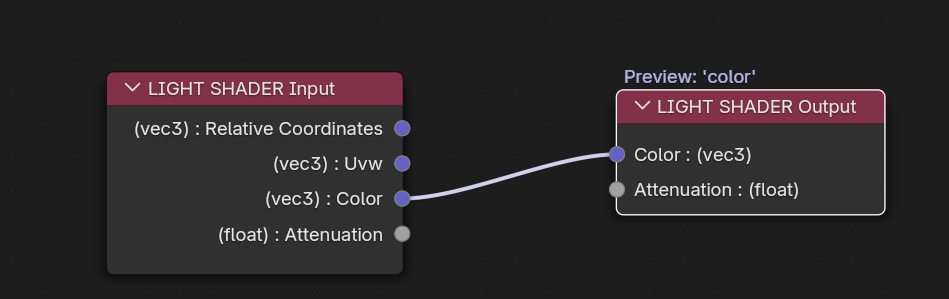 LIGHT SHADER Input
(vec3) : Relative Coordinates
(vec3) : Uvw
(vec3) : Color
(float) : Attenuation
Preview: 'color'
LIGHT SHADER Output
Color : (vec3)
Attenuation : (float)